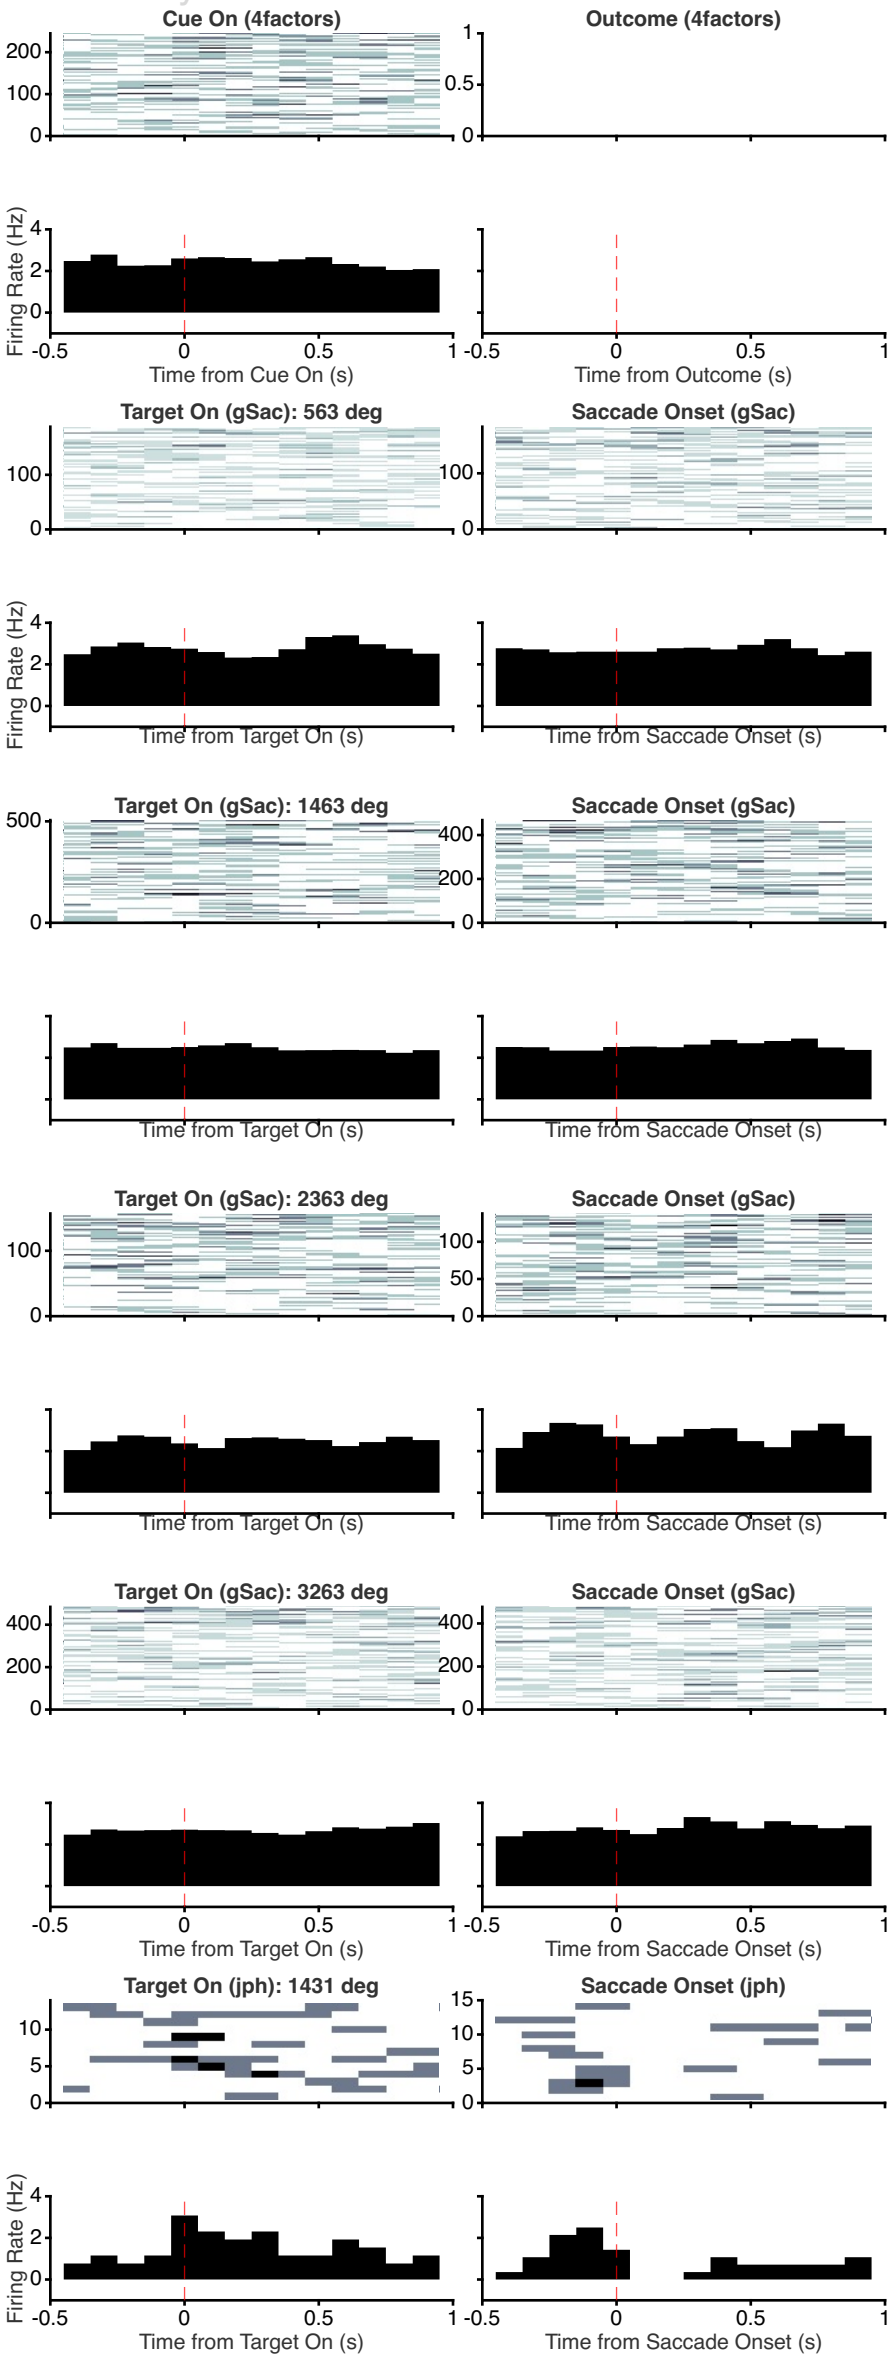 Cue On (4factors)
Outcome (4factors)
200
100
0
1
0.5
0
Firing Rate (Hz)
4
2
0
-0.5 0 0.5 1
-0.5 0 0.5 1
Time from Cue On (s)
Time from Outcome (s)
Target On (gSac): 563 deg
Saccade Onset (gSac)
100
0
100
0
Firing Rate (Hz)
4
2
0
Time from Target On (s)
Time from Saccade Onset (s)
Target On (gSac): 1463 deg
Saccade Onset (gSac)
500
0
400
200
0
Time from Target On (s)
Time from Saccade Onset (s)
Target On (gSac): 2363 deg
Saccade Onset (gSac)
100
0
100
50
0
Time from Target On (s)
Time from Saccade Onset (s)
Target On (gSac): 3263 deg
Saccade Onset (gSac)
400
200
0
400
200
0
-0.5 0 0.5 1
-0.5 0 0.5 1
Time from Target On (s)
Time from Saccade Onset (s)
Target On (jph): 1431 deg
Saccade Onset (jph)
10
5
0
15
10
5
0
Firing Rate (Hz)
4
2
0
-0.5 0 0.5 1
-0.5 0 0.5 1
Time from Target On (s)
Time from Saccade Onset (s)